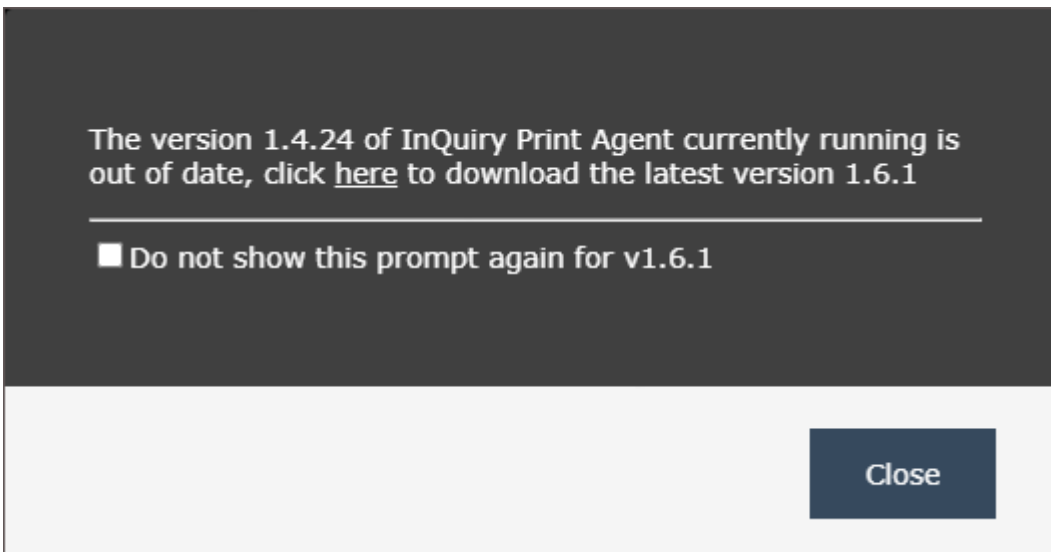 The version 1.4.24 of InQuiry Print Agent currently running is
out of date, click here to download the latest version 1.6.1
Do not show this prompt again for v1.6.1
Close